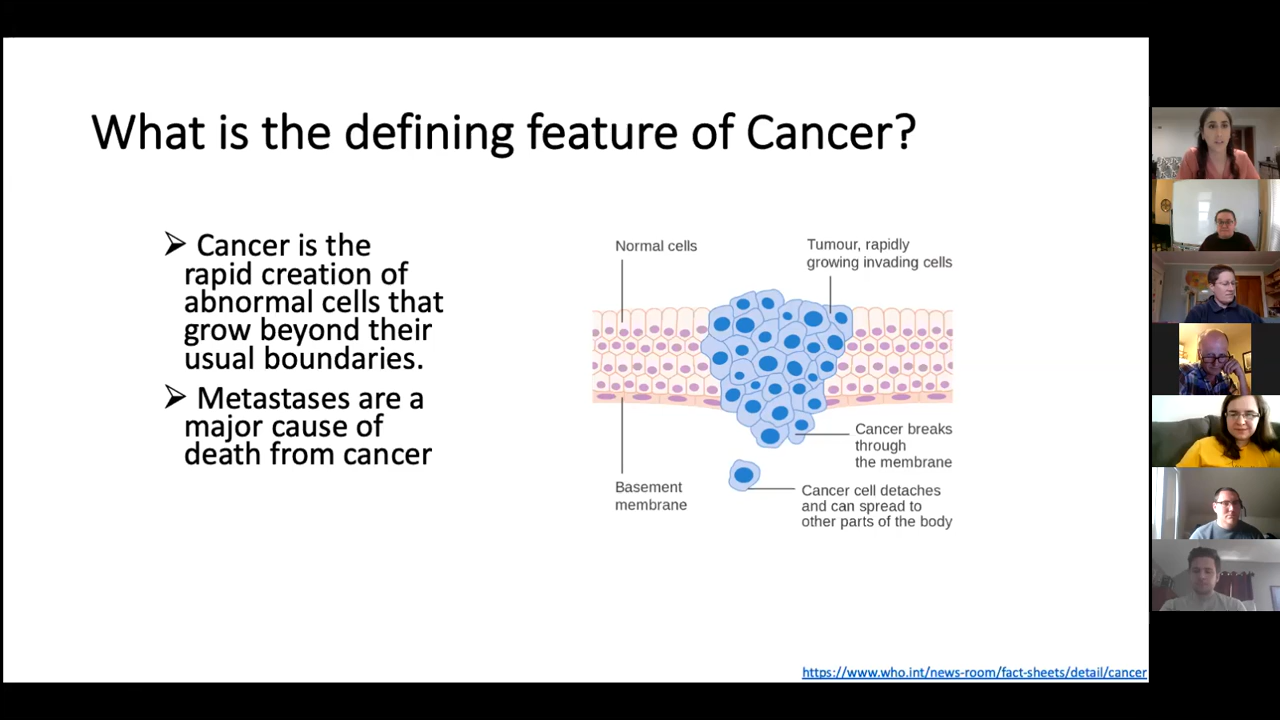 What is the defining feature of Cancer?
➢ Cancer is the
rapid creation of
abnormal cells that
grow beyond their
usual boundaries.
➢ Metastases are a
major cause of
death from cancer
Normal cells
Tumour, rapidly
growing invading cells
Cancer breaks
through
the membrane
Basement
membrane
Cancer cell detaches
and can spread to
other parts of the body
https://www.who.int/news-room/fact-sheets/detail/cancer